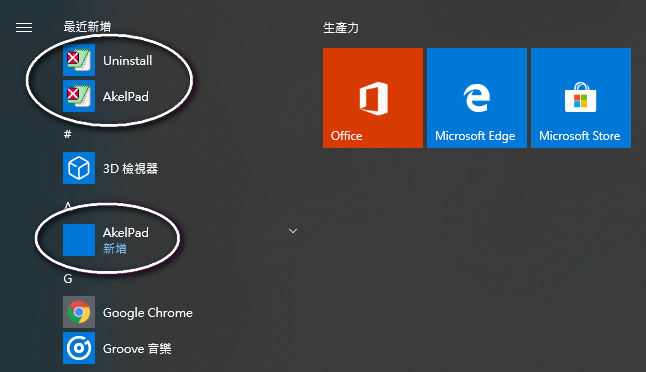 最近新增
Uninstall
AkelPad
#
3D 檢視器
A
AkelPad
新增
G
Google Chrome
Groove 音樂
生產力
Office
Microsoft Edge
Microsoft Store